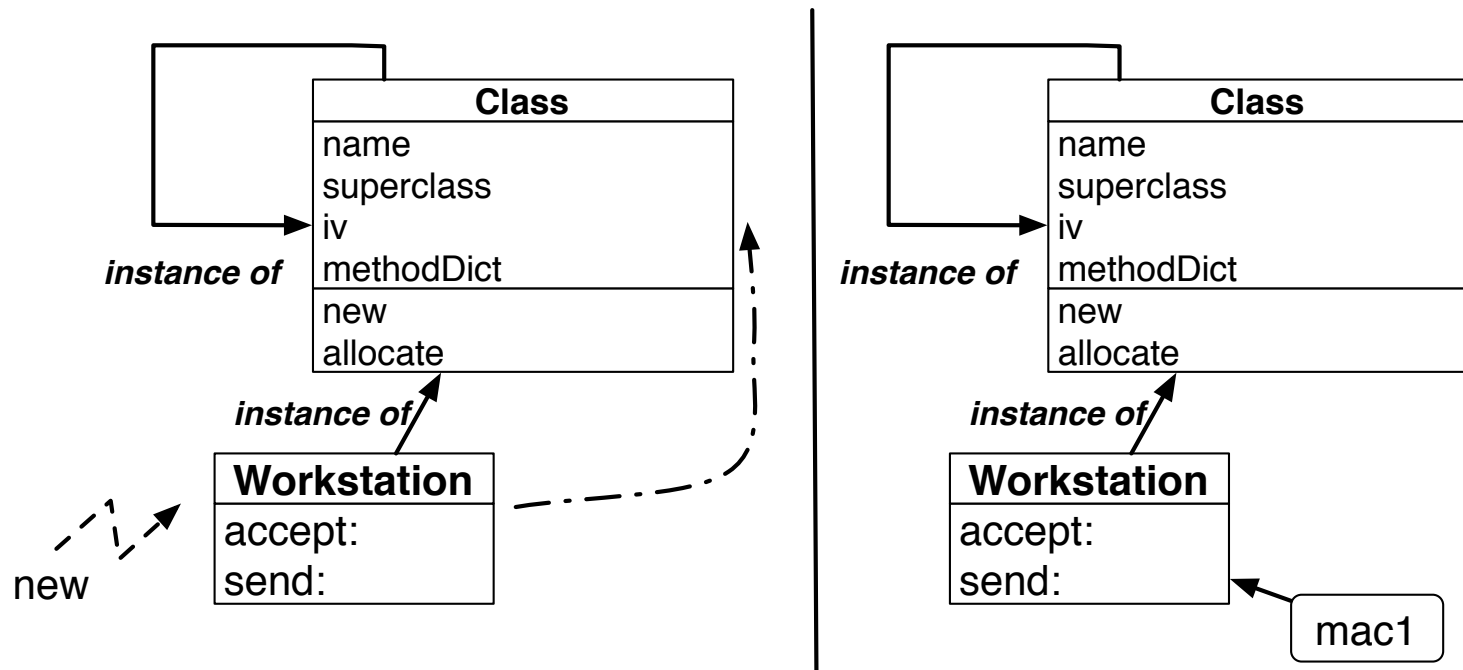 Class
name
superclass
iv
methodDict
new
allocate
instance of
instance of
Workstation
accept:
send:
new
Class
name
superclass
iv
methodDict
new
allocate
instance of
instance of
Workstation
accept:
send:
mac1